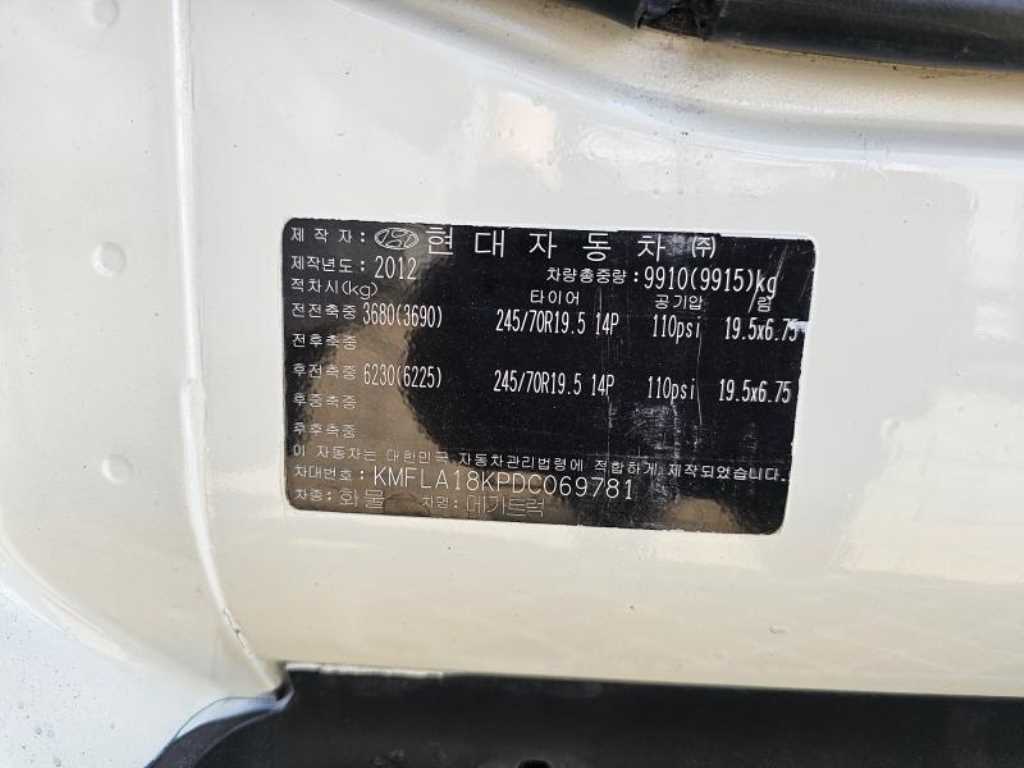 제 작 자 : 현 대 자 동 차 ㈜
제작년도 : 2012 차량총중량 : 9910(9915)kg
적차시(kg) 타이어 공기압 림
전전축중 3680(3690) 245/70R19.5 14P 110psi 19.5x6.75
전후축중
후전축중 6230(6225) 245/70R19.5 14P 110psi 19.5x6.75
후중축중
후후축중
이 자동차는 대한민국 자동차관리법령에 적합하게 제작되었습니다.
차대번호 : KMFLA18KPDC069781
차종 : 화물 차명 : 메가트럭